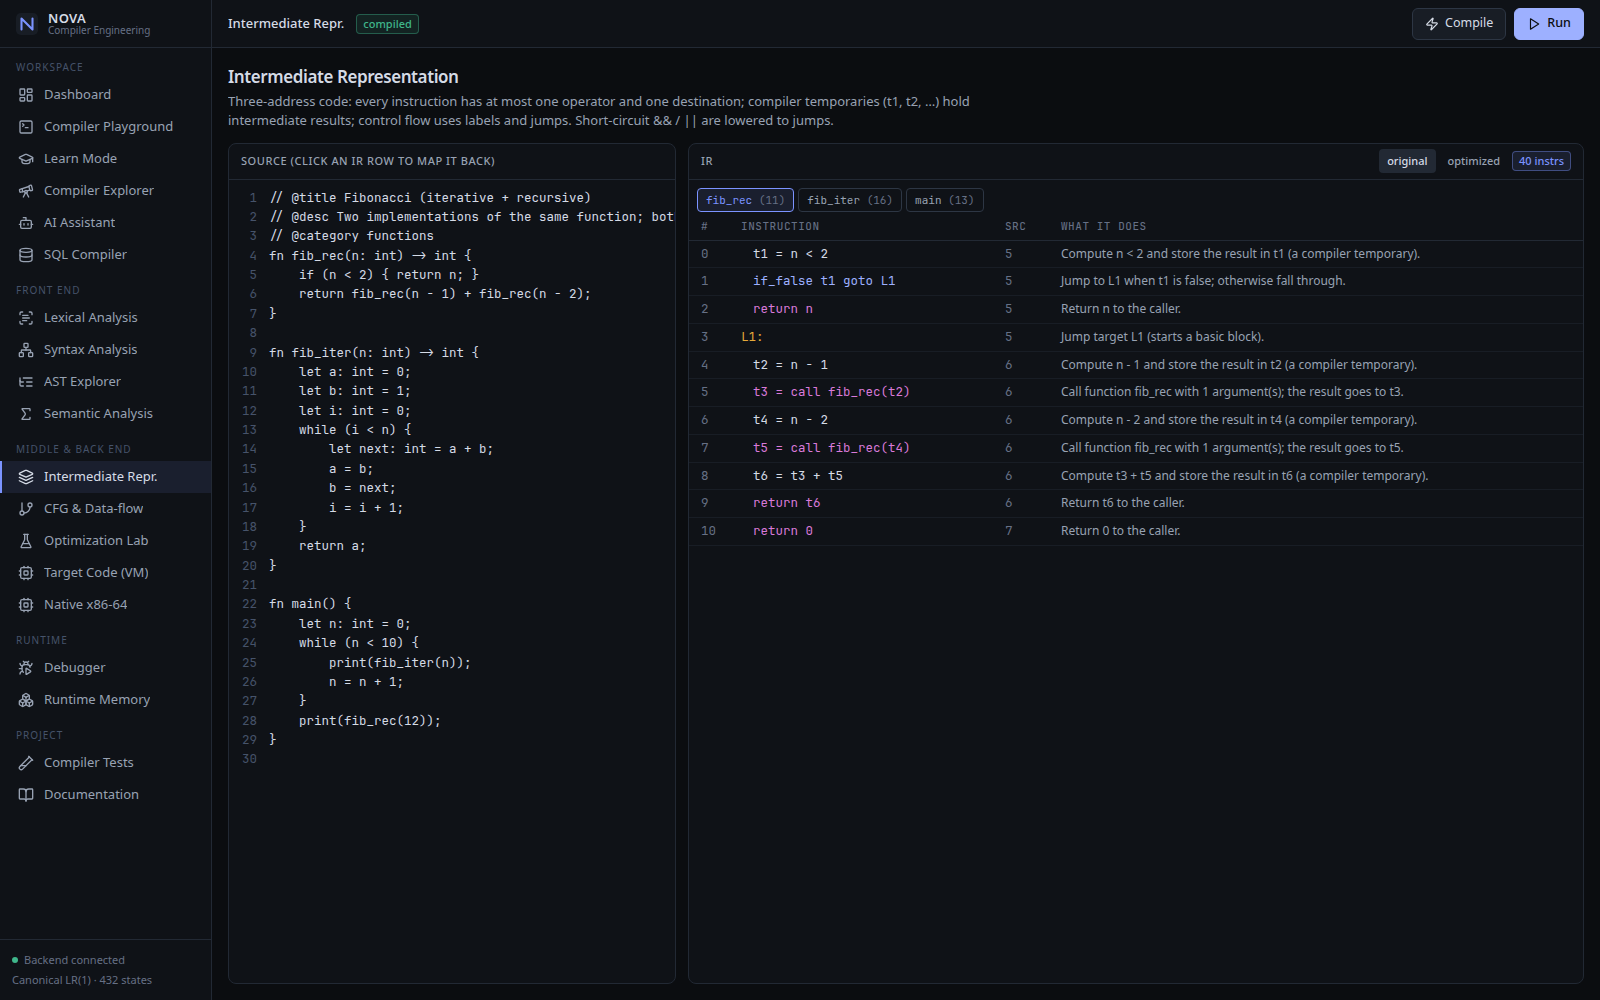 NOVA
Compiler Engineering
WORKSPACE
Dashboard
Compiler Playground
Learn Mode
Compiler Explorer
AI Assistant
SQL Compiler
FRONT END
Lexical Analysis
Syntax Analysis
AST Explorer
Semantic Analysis
MIDDLE & BACK END
Intermediate Repr.
CFG & Data-flow
Optimization Lab
Target Code (VM)
Native x86-64
RUNTIME
Debugger
Runtime Memory
PROJECT
Compiler Tests
Documentation
Backend connected
Canonical LR(1) · 432 states
Intermediate Repr. compiled
Compile Run
Intermediate Representation
Three-address code: every instruction has at most one operator and one destination; compiler temporaries (t1, t2, …) hold
intermediate results; control flow uses labels and jumps. Short-circuit && / || are lowered to jumps.
SOURCE (CLICK AN IR ROW TO MAP IT BACK)
1 // @title Fibonacci (iterative + recursive)
2 // @desc Two implementations of the same function; bot
3 // @category functions
4 fn fib_rec(n: int) -> int {
5 if (n < 2) { return n; }
6 return fib_rec(n - 1) + fib_rec(n - 2);
7 }
8
9 fn fib_iter(n: int) -> int {
10 let a: int = 0;
11 let b: int = 1;
12 let i: int = 0;
13 while (i < n) {
14 let next: int = a + b;
15 a = b;
16 b = next;
17 i = i + 1;
18 }
19 return a;
20 }
21
22 fn main() {
23 let n: int = 0;
24 while (n < 10) {
25 print(fib_iter(n));
26 n = n + 1;
27 }
28 print(fib_rec(12));
29 }
30
IR
original optimized 40 instrs
fib_rec (11) fib_iter (16) main (13)
# INSTRUCTION SRC WHAT IT DOES
0 t1 = n < 2 5 Compute n < 2 and store the result in t1 (a compiler temporary).
1 if_false t1 goto L1 5 Jump to L1 when t1 is false; otherwise fall through.
2 return n 5 Return n to the caller.
3 L1: 5 Jump target L1 (starts a basic block).
4 t2 = n - 1 6 Compute n - 1 and store the result in t2 (a compiler temporary).
5 t3 = call fib_rec(t2) 6 Call function fib_rec with 1 argument(s); the result goes to t3.
6 t4 = n - 2 6 Compute n - 2 and store the result in t4 (a compiler temporary).
7 t5 = call fib_rec(t4) 6 Call function fib_rec with 1 argument(s); the result goes to t5.
8 t6 = t3 + t5 6 Compute t3 + t5 and store the result in t6 (a compiler temporary).
9 return t6 6 Return t6 to the caller.
10 return 0 7 Return 0 to the caller.